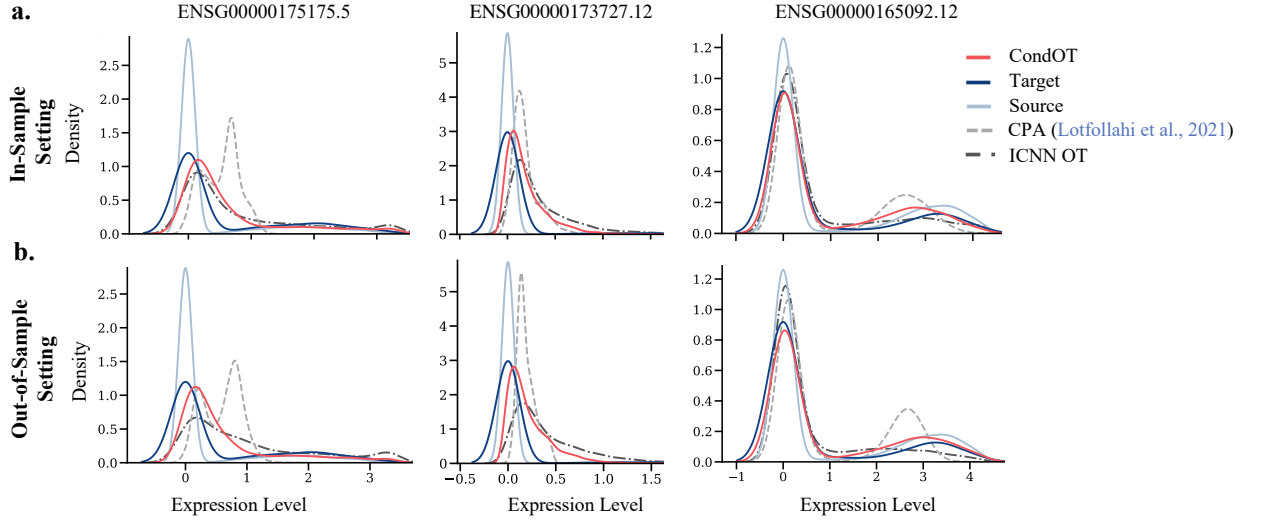 a.
ENSG00000175175.5
ENSG00000173727.12
ENSG00000165092.12
In-Sample
Setting
Density
2.5
2.0
1.5
1.0
0.5
0.0
5
4
3
2
1
0
1.2
1.0
0.8
0.6
0.4
0.2
0.0
CondOT
Target
Source
CPA (Lotfollahi et al., 2021)
ICNN OT
b.
Out-of-Sample
Setting
Density
2.5
2.0
1.5
1.0
0.5
0.0
0
1
2
3
5
4
3
2
1
0
−0.5
0.0
0.5
1.0
1.5
1.2
1.0
0.8
0.6
0.4
0.2
0.0
−1
0
1
2
3
4
Expression Level
Expression Level
Expression Level